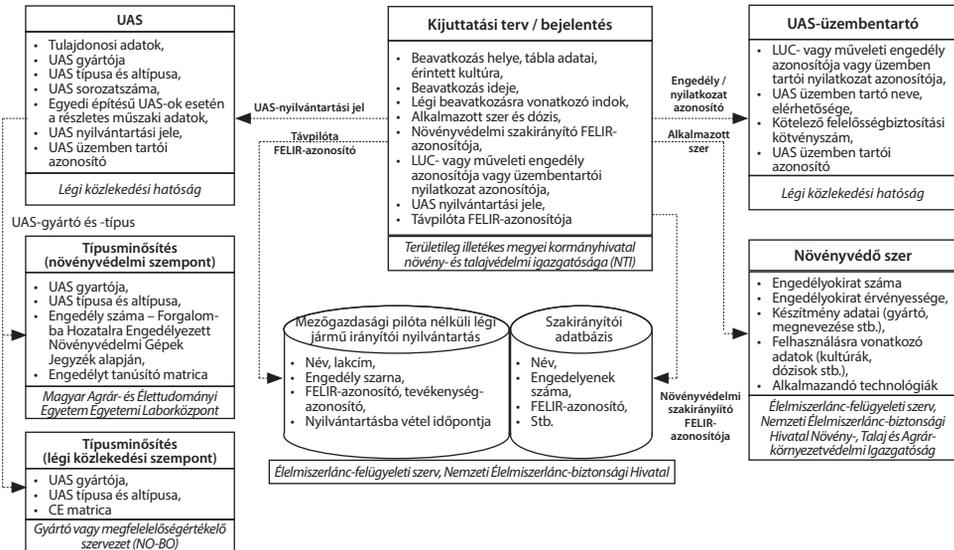 UAS
• Tulajdonosi adatok,
• UAS gyártója
• UAS típusa és altípusa,
• UAS sorozatszáma,
• Egyedi építésű UAS-ok esetén
a részletes műszaki adatok,
• UAS nyilvántartási jele,
• UAS üzemben tartói
azonosító
Légi közlekedési hatóság
UAS-gyártó és -típus
Típusminősítés
(növényvédelmi szempont)
• UAS gyartója,
• UAS típusa és altípusa,
• Engedély száma – Forgalom-
ba Hozatalra Engedélyezett
Növényvédelmi Gépek
Jegyzék alapján,
• Engedélyt tanúsító matrica
Magyar Agrár- és Élettudományi
Egyetem Egyetemi Laborközpont
Típusminősítés
(légi közlekedési szempont)
• UAS gyártója,
• UAS típusa és altípusa,
• CE matrica
Gyártó vagy megfelelelőségértékelő
szervezet (NO-BO)
UAS-nyilvántartási jel
Távpilóta
FELIR-azonosító
Kijuttatási terv / bejelentés
• Beavatkozás helye, tábla adatai,
érintett kultúra,
• Beavatkozás ideje,
• Légi beavatkozásra vonatkozó indok,
• Alkalmazott szer és dózis,
• Növényvédelmi szakirányító FELIR-
azonosítója,
• LUC- vagy műveleti engedély
azonosítója vagy üzembentartói
nyilatkozat azonosítója,
• UAS nyilvántartási jele,
• Távpilóta FELIR-azonosítója
Területileg illetékes megyei kormányhivatal
növény- és talajvédelmi igazgatósága (NTI)
Mezőgazdasági pilóta nélküli légi
jármű irányítói nyilvántartás
• Név, lakcím,
• Engedély szarna,
• FELIR-azonosító, tevékenység-
azonosító,
• Nyilvántartásba vétel időpontja
Szakirányítói
adatbázis
• Név,
• Engedelyenek
száma,
• FELIR-azonosító,
• Stb.
Élelmiszerlánc-felügyeleti szerv, Nemzeti Élelmiszerlánc-biztonsági Hivatal
Engedély /
nyilatkozat
azonosító
Alkalmazott
szer
Növényvédelmi
szakirányíító
FELIR-
azonosítója
UAS-üzembentartó
• LUC- vagy műveleti engedély
azonosítója vagy üzemben
tartói nyilatkozat azonosítója,
• UAS üzemben tartó neve,
elérhetősége,
• Kötelező felelősségbiztosítási
kötvényszám,
• UAS üzemben tartói
azonosító
Légi közlekedési hatóság
Növényvédő szer
• Engedélyokirat száma
• Engedélyokirat érvényessége,
• Készítmény adatai (gyártó,
megnevezése stb.),
• Felhasználásra vonatkozó
adatok (kultúrák,
dózisok stb.),
• Alkalmazandó technológiák
Élelmiszerlánc-felügyeleti szerv,
Nemzeti Élelmiszerlánc-biztonsági
Hivatal Növény-, Talaj és Agrár-
környezetvédelmi Igazgatóság